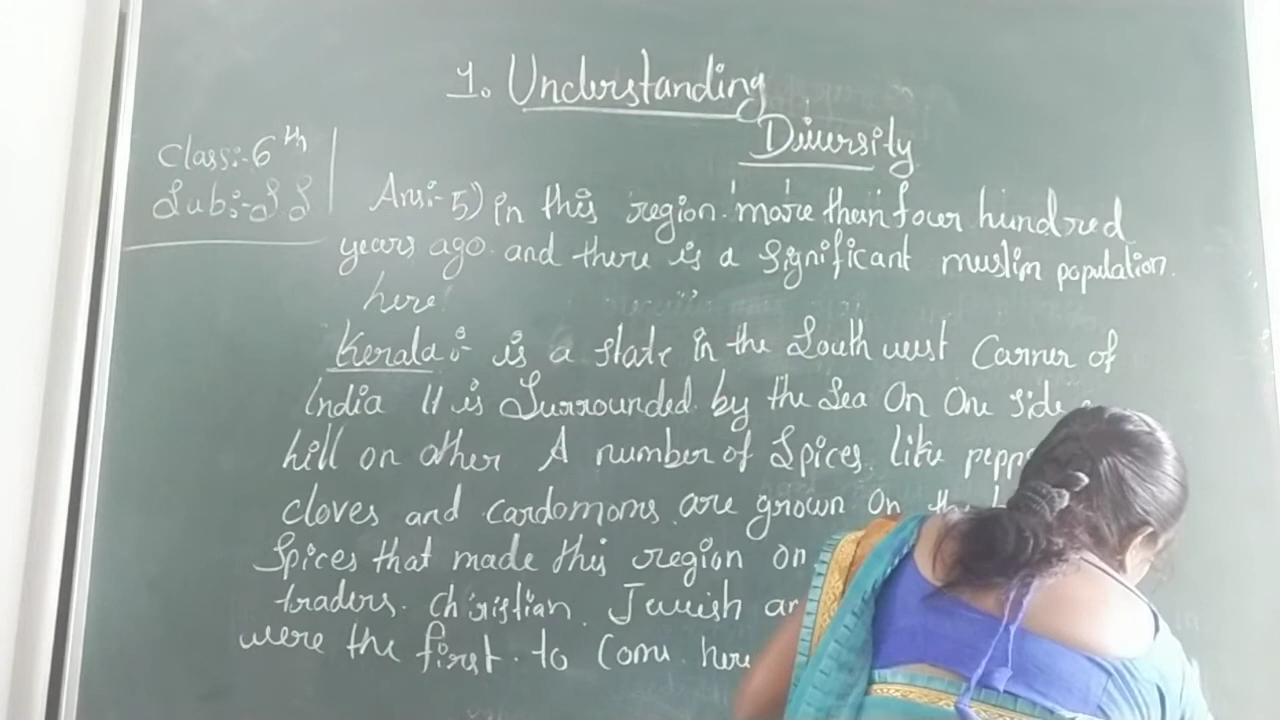 1. Understanding
Diversity
Class:-6th
Sub:-S S
Ans:-5) in this region. more than four hundred
years ago. and there is a significant muslim population.
here.
Kerala:- is a state in the South west Corner of
India It is Surrounded by the Sea On One Side
hill on other A number of Spices. like
cloves and cardomoms. are grown On the
Spices that made this region on
traders. Christian. Jewish
were the first. to Come. here